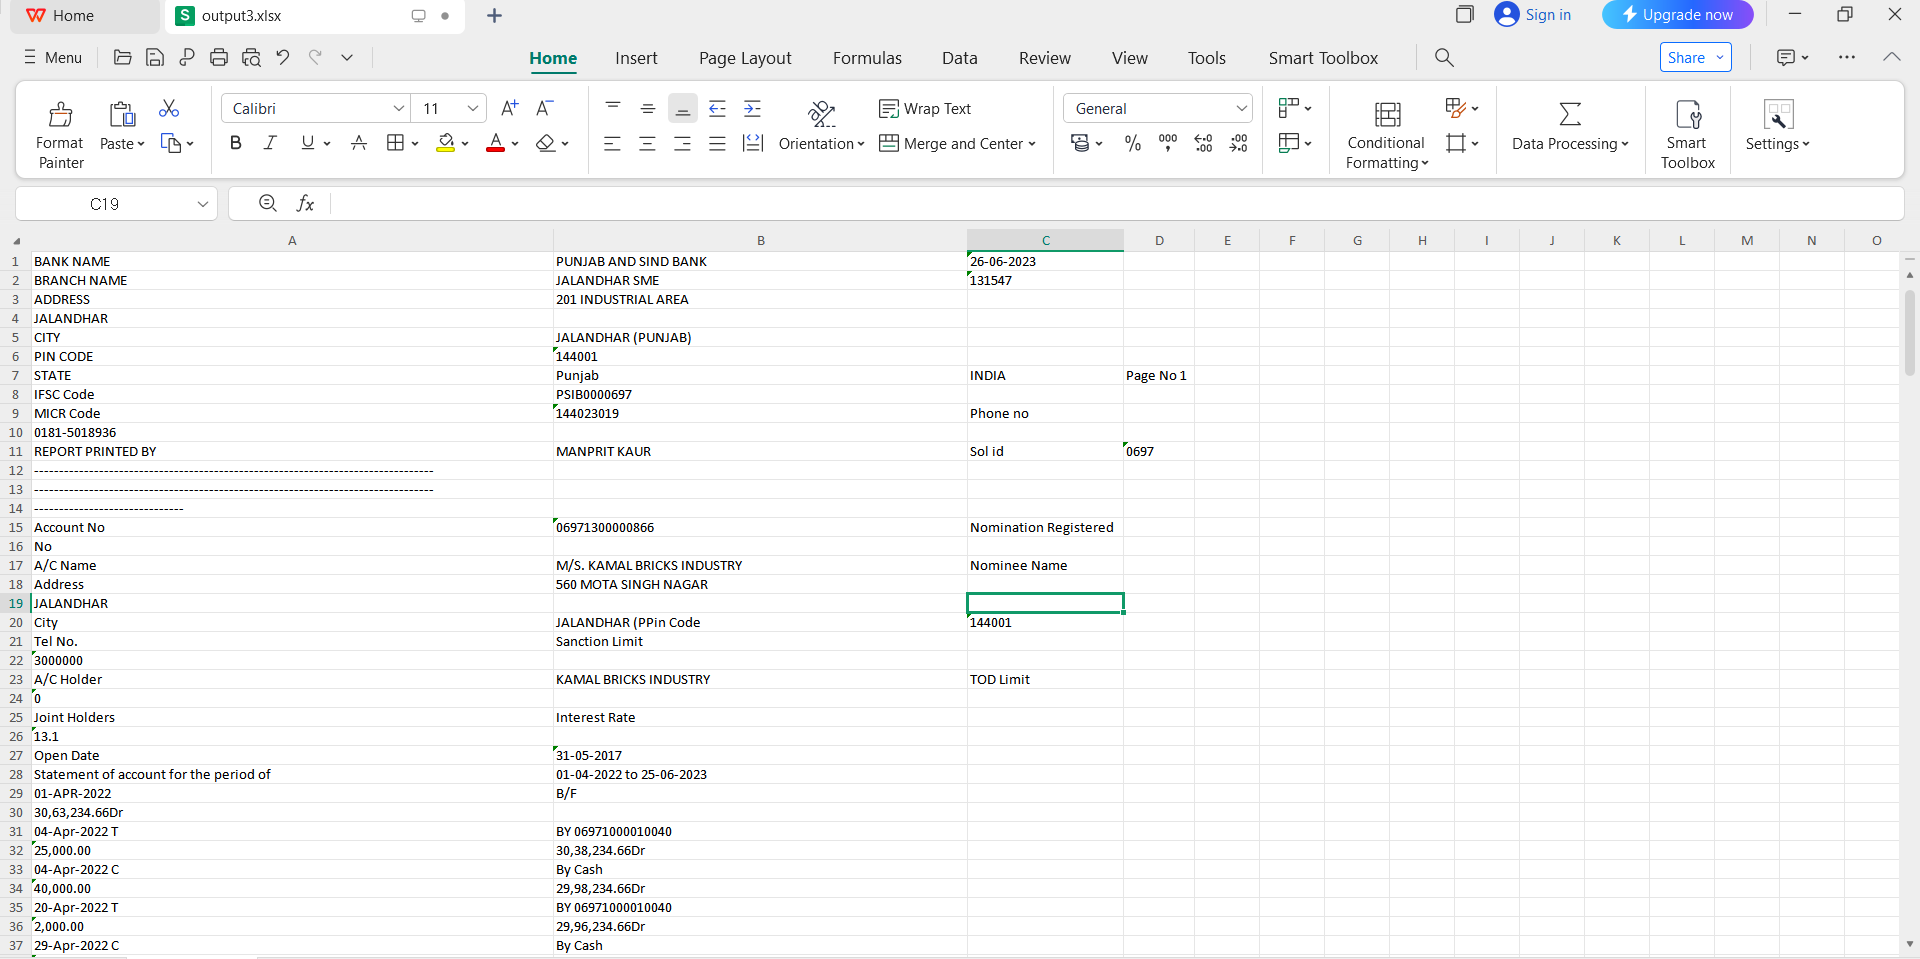 Home
output3.xlsx
Sign in
Upgrade now
Menu
Home Insert Page Layout Formulas Data Review View Tools Smart Toolbox
Share
Format Painter
Paste
Calibri 11
Orientation
Wrap Text
Merge and Center
General
Conditional Formatting
Data Processing
Smart Toolbox
Settings
C19
A B C D E F G H I J K L M N O
1 BANK NAME PUNJAB AND SIND BANK 26-06-2023
2 BRANCH NAME JALANDHAR SME 131547
3 ADDRESS 201 INDUSTRIAL AREA
4 JALANDHAR
5 CITY JALANDHAR (PUNJAB)
6 PIN CODE 144001
7 STATE Punjab INDIA Page No 1
8 IFSC Code PSIB0000697
9 MICR Code 144023019 Phone no
10 0181-5018936
11 REPORT PRINTED BY MANPRIT KAUR Sol id 0697
12 --------------------------------------------------------------------------------
13 --------------------------------------------------------------------------------
14 ------------------------------
15 Account No 06971300000866 Nomination Registered
16 No
17 A/C Name M/S. KAMAL BRICKS INDUSTRY Nominee Name
18 Address 560 MOTA SINGH NAGAR
19 JALANDHAR
20 City JALANDHAR (PPin Code 144001
21 Tel No. Sanction Limit
22 3000000
23 A/C Holder KAMAL BRICKS INDUSTRY TOD Limit
24 0
25 Joint Holders Interest Rate
26 13.1
27 Open Date 31-05-2017
28 Statement of account for the period of 01-04-2022 to 25-06-2023
29 01-APR-2022 B/F
30 30,63,234.66Dr
31 04-Apr-2022 T BY 06971000010040
32 25,000.00 30,38,234.66Dr
33 04-Apr-2022 C By Cash
34 40,000.00 29,98,234.66Dr
35 20-Apr-2022 T BY 06971000010040
36 2,000.00 29,96,234.66Dr
37 29-Apr-2022 C By Cash